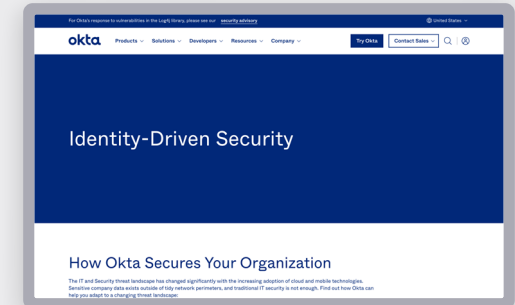 For Okta's response to vulnerabilities in the Log4j library, please see our security advisory
United States
okta
Products
Solutions
Developers
Resources
Company
Try Okta
Contact Sales
Identity-Driven Security
How Okta Secures Your Organization
The IT and Security threat landscape has changed significantly with the increasing adoption of cloud and mobile technologies.
Sensitive company data exists outside of tidy network perimeters, and traditional IT security is not enough. Find out how Okta can
help you adapt to a changing threat landscape: